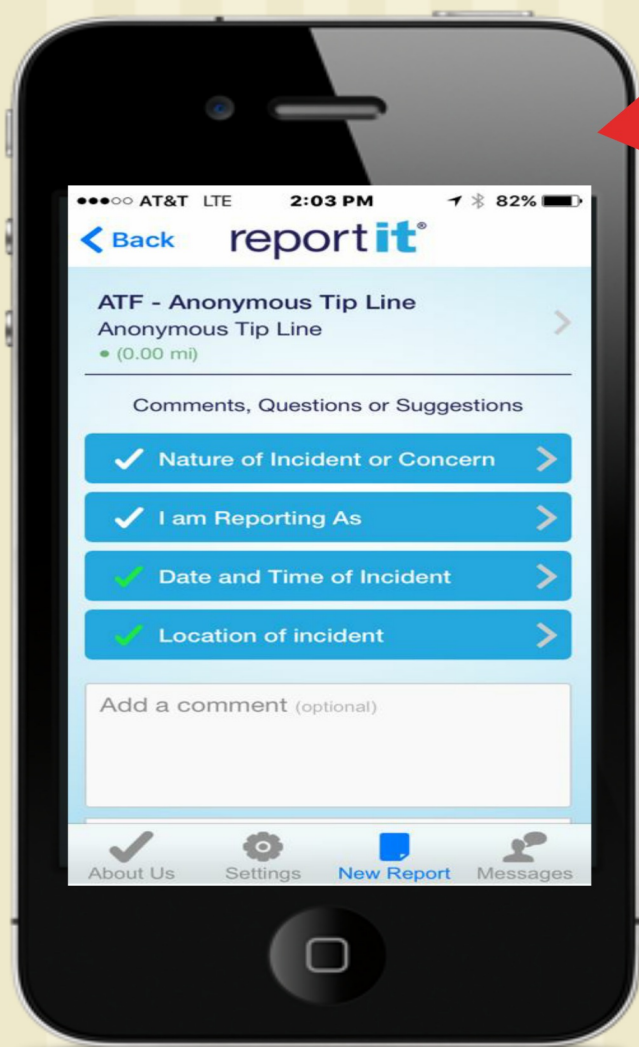 AT&T LTE 2:03 PM 82%
Back reportit®
ATF - Anonymous Tip Line
Anonymous Tip Line
• (0.00 mi)
Comments, Questions or Suggestions
Nature of Incident or Concern
I am Reporting As
Date and Time of Incident
Location of incident
Add a comment (optional)
About Us Settings New Report Messages